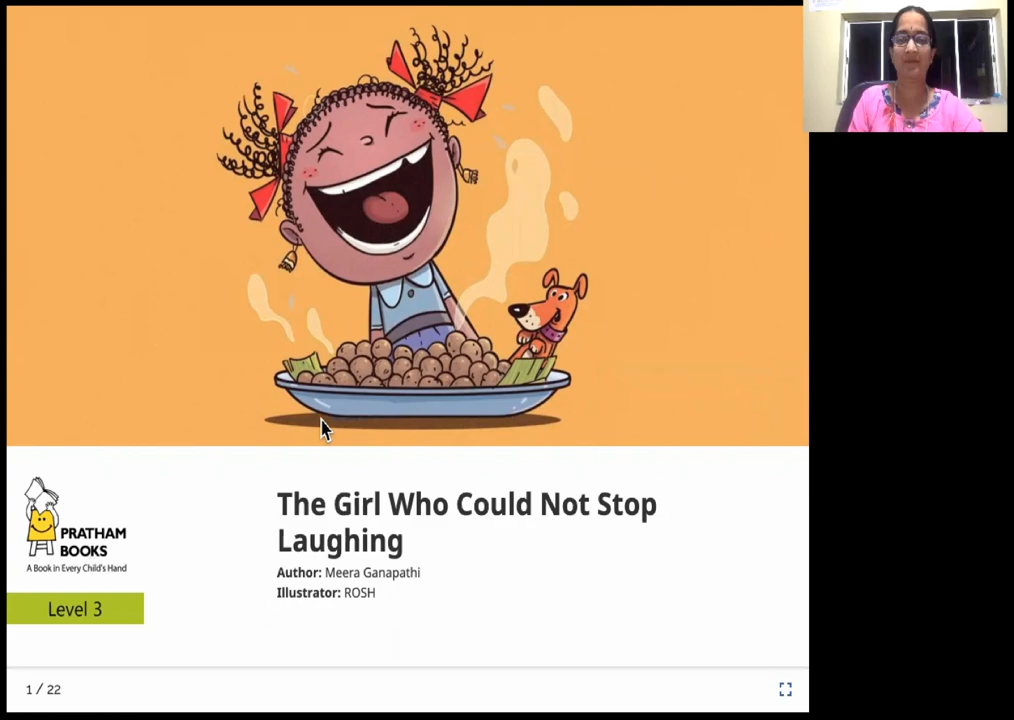 The Girl Who Could Not Stop
Laughing
Author: Meera Ganapathi
Illustrator: ROSH
PRATHAM
BOOKS
A Book in Every Child's Hand
Level 3
1 / 22